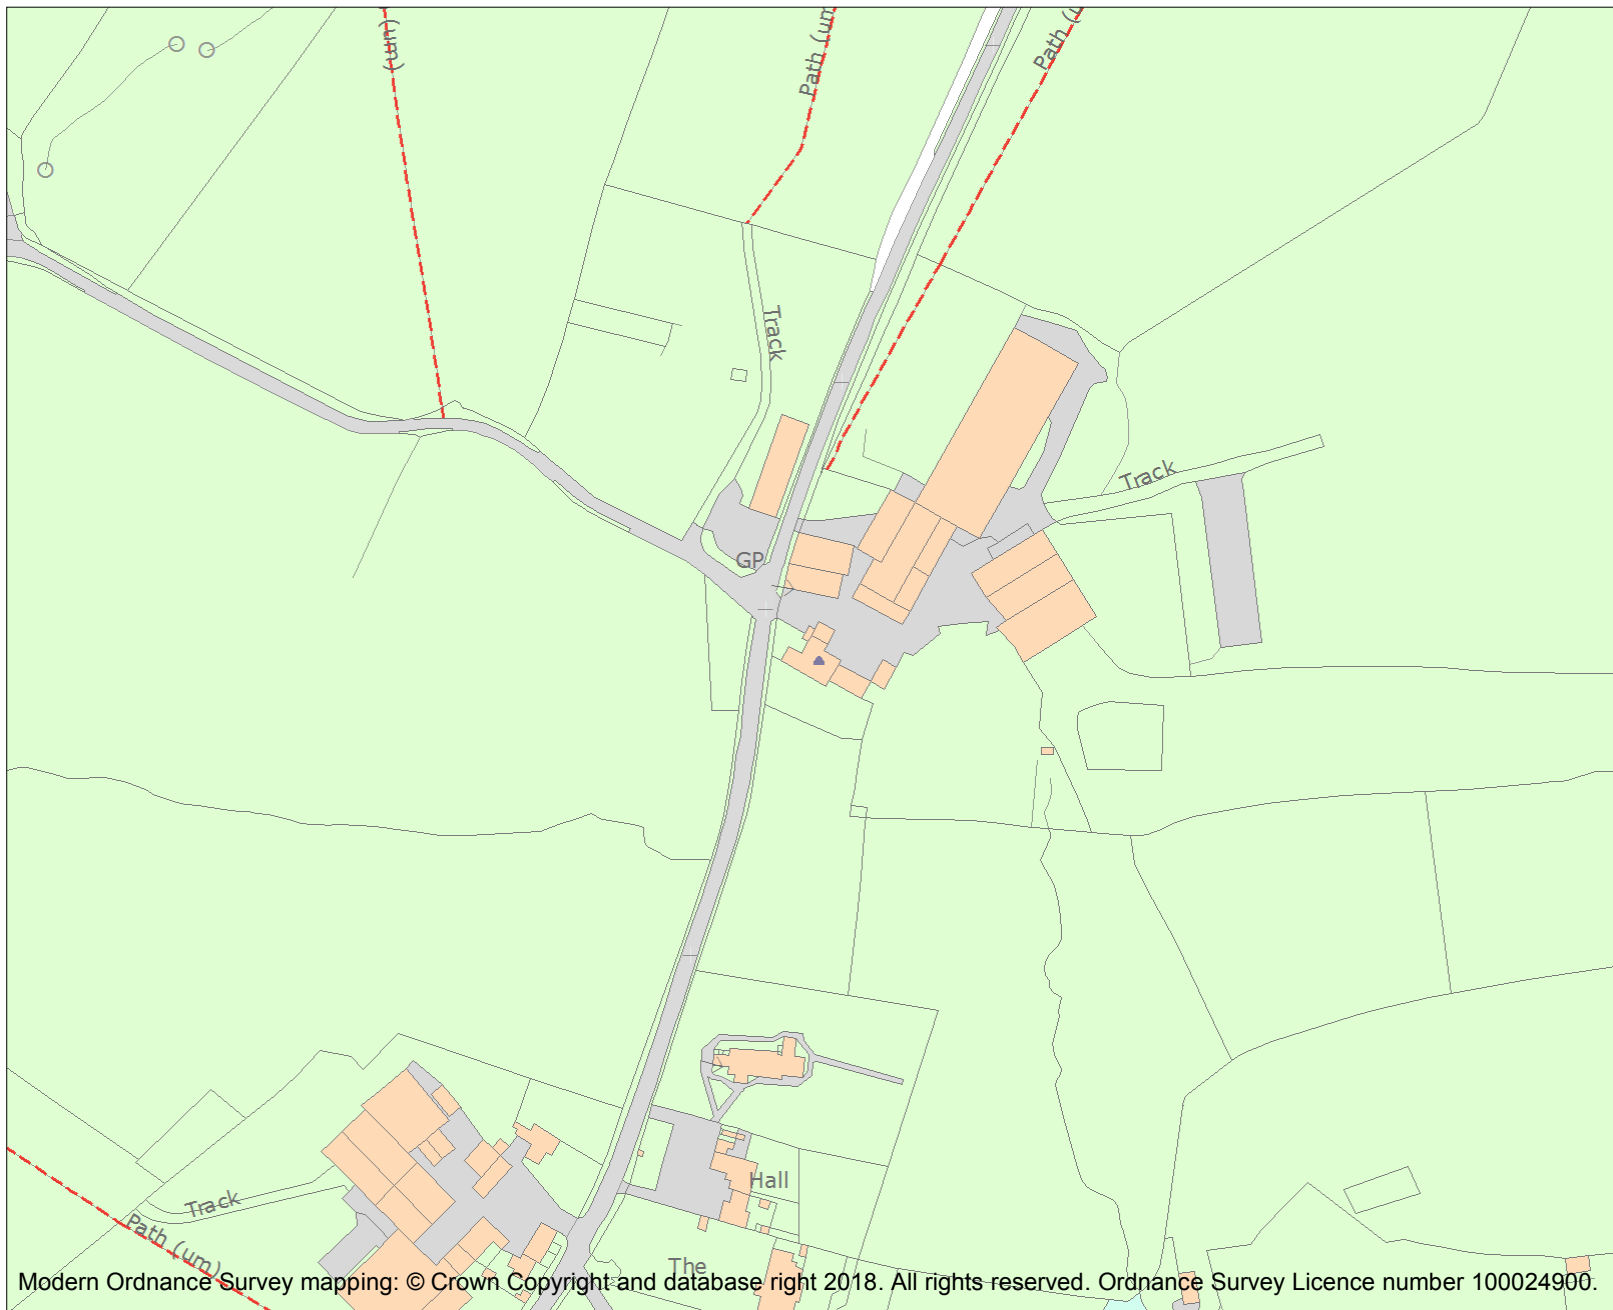 (um)
Path (um
Path (u
Track
Track
GP
Hall
Track
Path (um)
The
Modern Ordnance Survey mapping: © Crown Copyright and database right 2018. All rights reserved. Ordnance Survey Licence number 100024900.